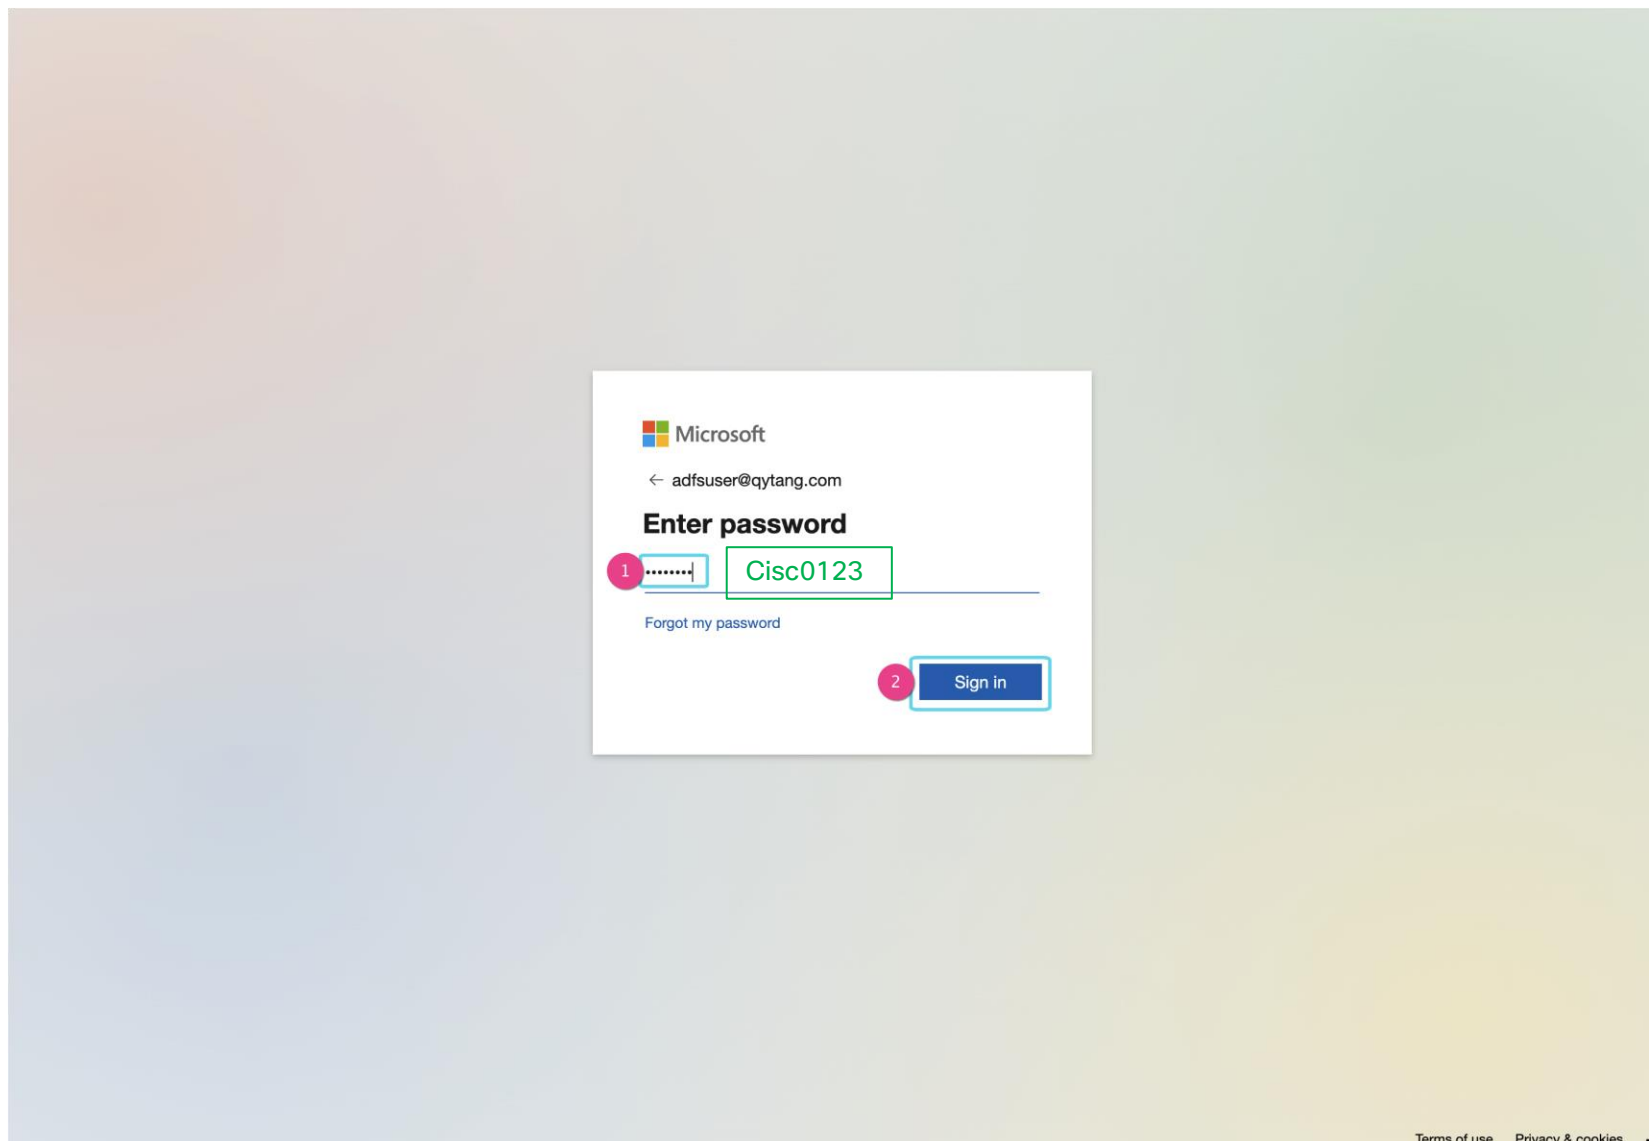 Microsoft
← adfsuser@qytang.com
Enter password
1 ........ Cisc0123
Forgot my password
2 Sign in
Terms of use Privacy & cookies